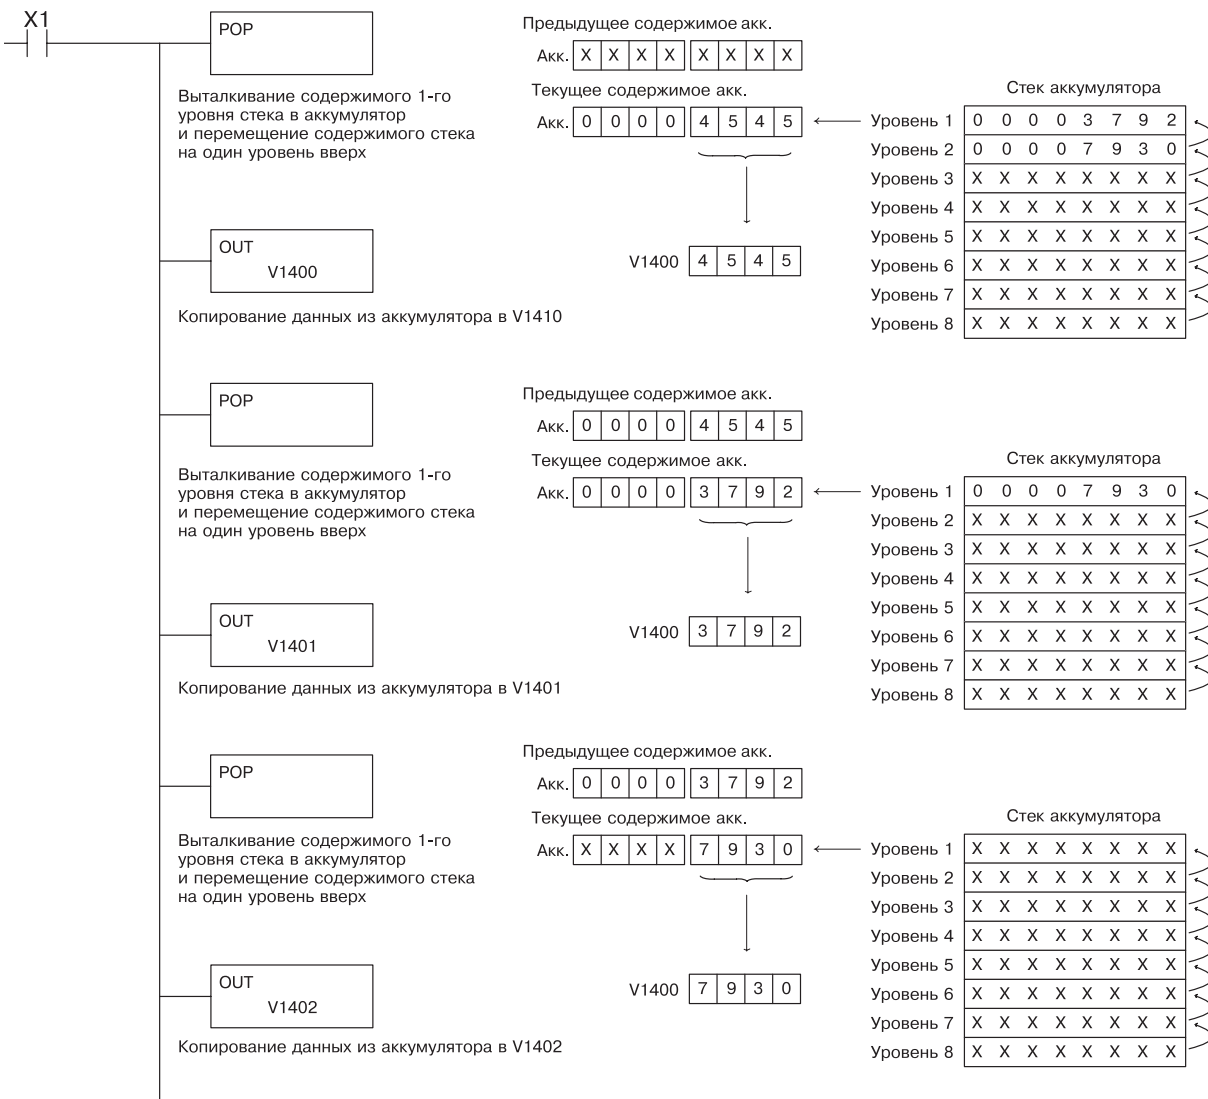 X1
POP
Выталкивание содержимого 1-го
уровня стека в аккумулятор
и перемещение содержимого стека
на один уровень вверх
Предыдущее содержимое акк.
Акк. X X X X X X X X
Текущее содержимое акк.
Акк. 0 0 0 0 4 5 4 5
Стек аккумулятора
Уровень 1 0 0 0 0 3 7 9 2
Уровень 2 0 0 0 0 7 9 3 0
Уровень 3 X X X X X X X X
Уровень 4 X X X X X X X X
Уровень 5 X X X X X X X X
Уровень 6 X X X X X X X X
Уровень 7 X X X X X X X X
Уровень 8 X X X X X X X X
OUT
V1400
V1400 4 5 4 5
Копирование данных из аккумулятора в V1410
POP
Выталкивание содержимого 1-го
уровня стека в аккумулятор
и перемещение содержимого стека
на один уровень вверх
Предыдущее содержимое акк.
Акк. 0 0 0 0 4 5 4 5
Текущее содержимое акк.
Акк. 0 0 0 0 3 7 9 2
Стек аккумулятора
Уровень 1 0 0 0 0 7 9 3 0
Уровень 2 X X X X X X X X
Уровень 3 X X X X X X X X
Уровень 4 X X X X X X X X
Уровень 5 X X X X X X X X
Уровень 6 X X X X X X X X
Уровень 7 X X X X X X X X
Уровень 8 X X X X X X X X
OUT
V1401
V1400 3 7 9 2
Копирование данных из аккумулятора в V1401
POP
Выталкивание содержимого 1-го
уровня стека в аккумулятор
и перемещение содержимого стека
на один уровень вверх
Предыдущее содержимое акк.
Акк. 0 0 0 0 3 7 9 2
Текущее содержимое акк.
Акк. X X X X 7 9 3 0
Стек аккумулятора
Уровень 1 X X X X X X X X
Уровень 2 X X X X X X X X
Уровень 3 X X X X X X X X
Уровень 4 X X X X X X X X
Уровень 5 X X X X X X X X
Уровень 6 X X X X X X X X
Уровень 7 X X X X X X X X
Уровень 8 X X X X X X X X
OUT
V1402
V1400 7 9 3 0
Копирование данных из аккумулятора в V1402